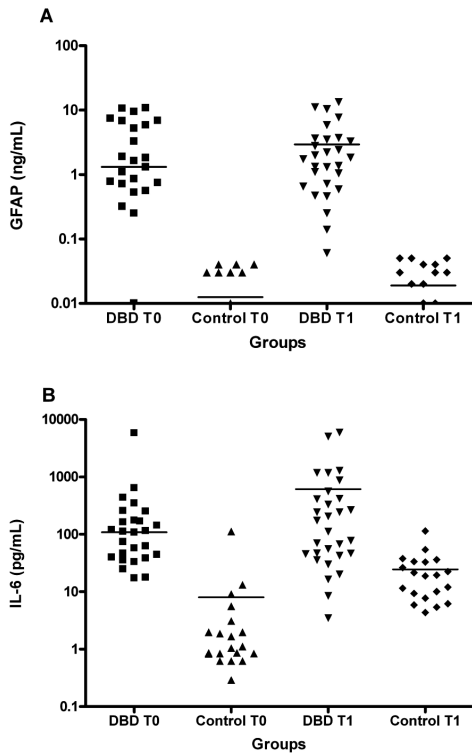 A
GFAP (ng/mL)
100
10
1
0.1
0.01
DBD T0 Control T0 DBD T1 Control T1
Groups
B
IL-6 (pg/mL)
10000
1000
100
10
1
0.1
DBD T0 Control T0 DBD T1 Control T1
Groups